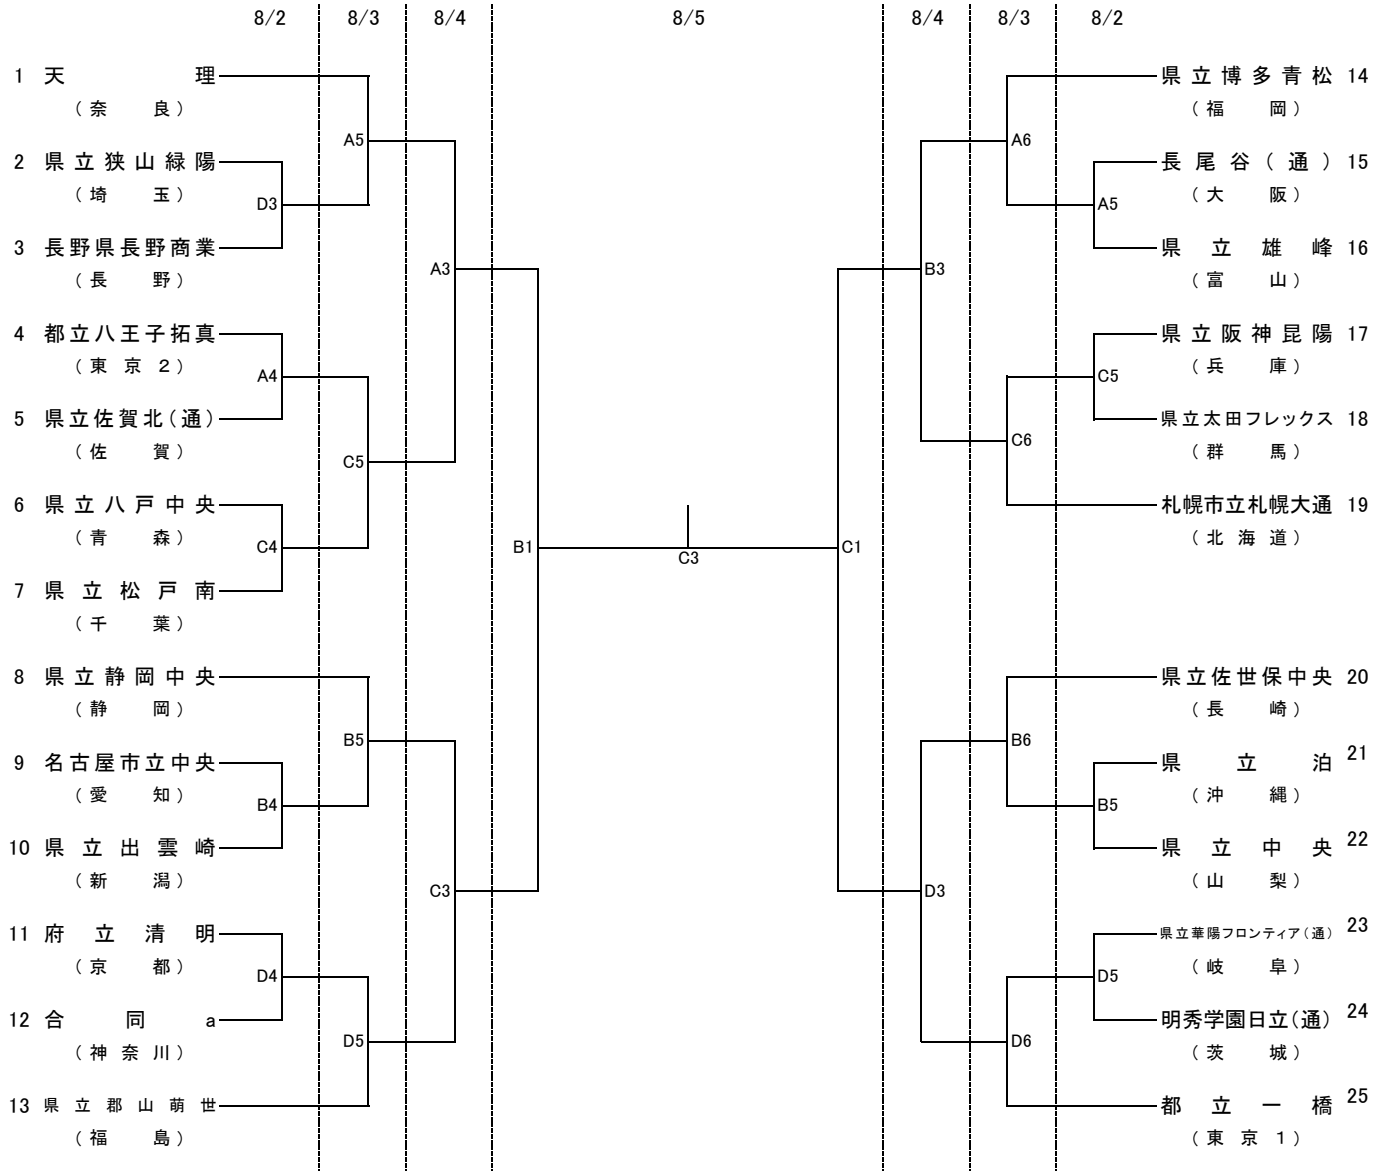 8/2 8/3 8/4 8/5 8/4 8/3 8/2
1 天理
(奈良)
A5
2 県立狭山緑陽
(埼玉)
D3
3 長野県長野商業
(長野)
A3
4 都立八王子拓真
(東京2)
A4
5 県立佐賀北(通)
(佐賀)
C5
6 県立八戸中央
(青森)
C4
7 県立松戸南
(千葉)
B1
8 県立静岡中央
(静岡)
B5
9 名古屋市立中央
(愛知)
B4
10 県立出雲崎
(新潟)
C3
11 府立清明
(京都)
D4
12 合同a
(神奈川)
D5
13 県立郡山萌世
(福島)
C3
県立博多青松 14
(福岡)
A6
長尾谷(通) 15
(大阪)
A5
県立雄峰 16
(富山)
B3
県立阪神昆陽 17
(兵庫)
C5
県立太田フレックス 18
(群馬)
C6
札幌市立札幌大通 19
(北海道)
C1
県立佐世保中央 20
(長崎)
B6
県立泊 21
(沖縄)
B5
県立中央 22
(山梨)
D3
県立華陽フロンティア(通) 23
(岐阜)
D5
明秀学園日立(通) 24
(茨城)
D6
都立一橋 25
(東京1)